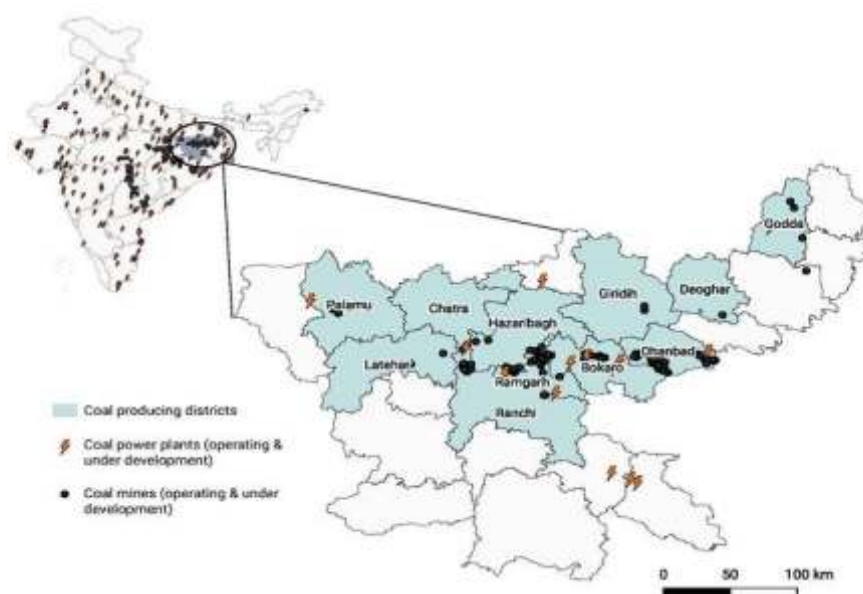 Godda
Palamu
Chatra
Giridih
Deoghar
Hazaribagh
Latehar
Bokaro
Dhanbad
Ramgarh
Ranchi
Coal producing districts
Coal power plants (operating &
under development)
Coal mines (operating & under
development)
0 50 100 km